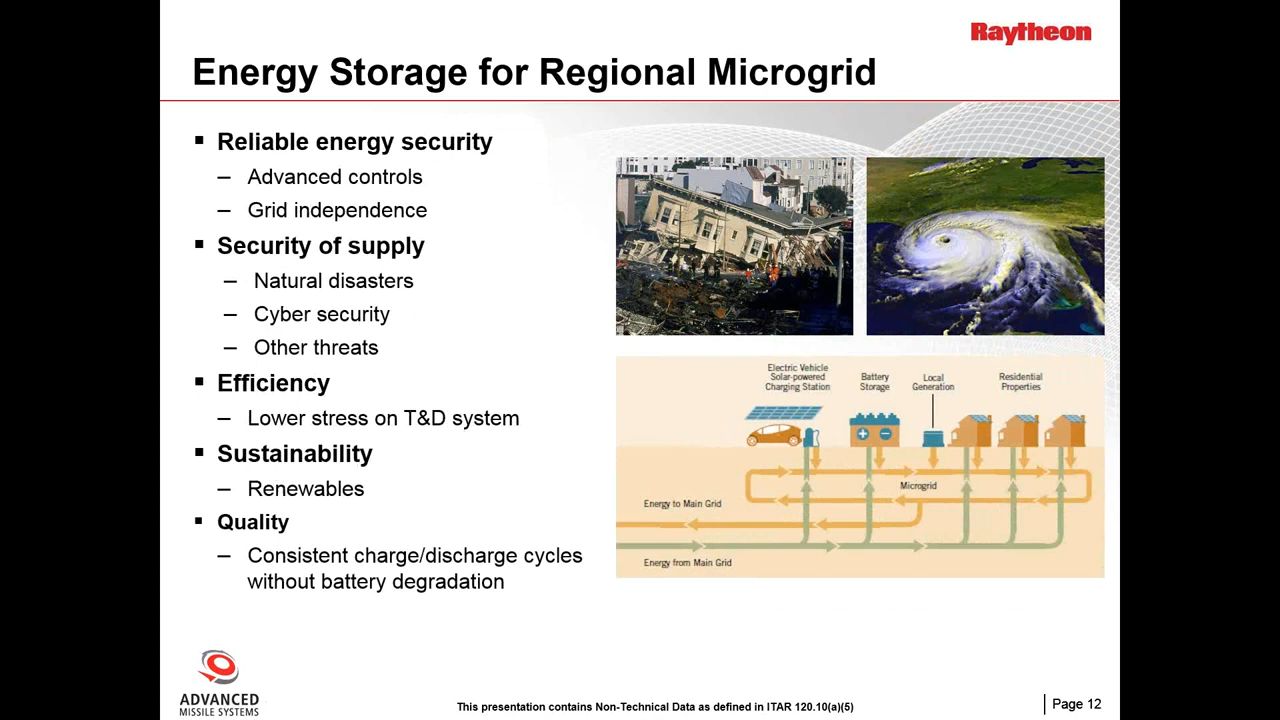 Raytheon
Energy Storage for Regional Microgrid
▪ Reliable energy security
– Advanced controls
– Grid independence
▪ Security of supply
– Natural disasters
– Cyber security
– Other threats
▪ Efficiency
– Lower stress on T&D system
▪ Sustainability
– Renewables
▪ Quality
– Consistent charge/discharge cycles
without battery degradation
Electric Vehicle
Solar-powered
Charging Station
Battery
Storage
Local
Generation
Residential
Properties
Microgrid
Energy to Main Grid
Energy from Main Grid
ADVANCED
MISSILE SYSTEMS
This presentation contains Non-Technical Data as defined in ITAR 120.10(a)(5)
Page 12